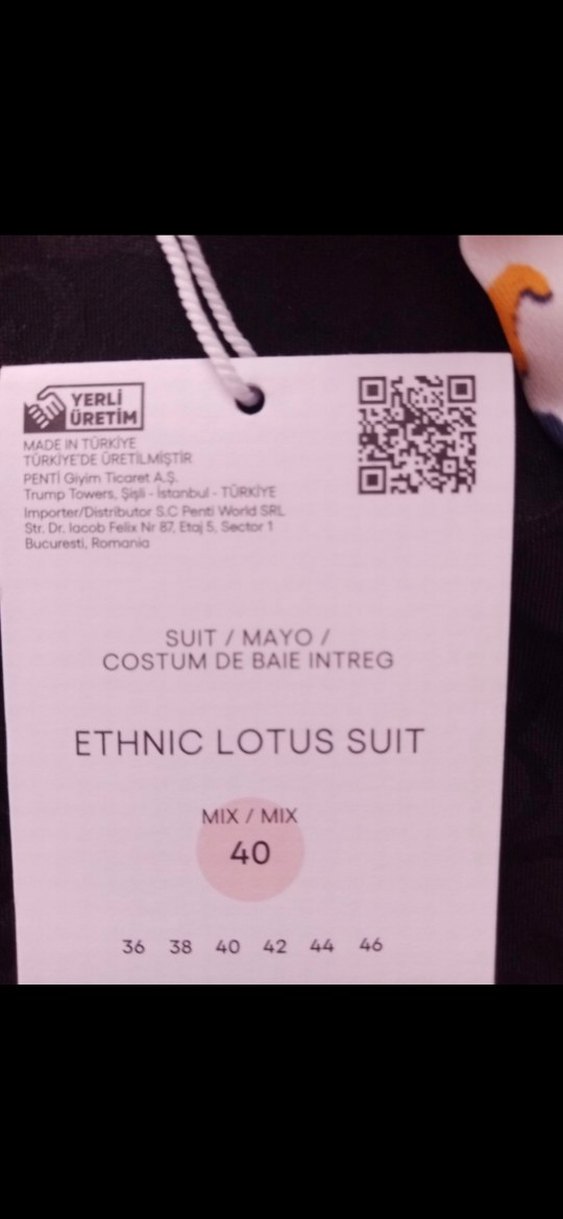 YERLİ
ÜRETİM
MADE IN TÜRKİYE
TÜRKİYE'DE ÜRETİLMİŞTİR
PENTİ Giyim Ticaret A.Ş.
Trump Towers, Şişli - İstanbul - TÜRKİYE
Importer/Distributor S.C Penti World SRL
Str. Dr. Iacob Felix Nr 87, Etaj 5, Sector 1
Bucuresti, Romania
SUIT / MAYO /
COSTUM DE BAIE INTREG
ETHNIC LOTUS SUIT
MIX / MIX
40
36 38 40 42 44 46